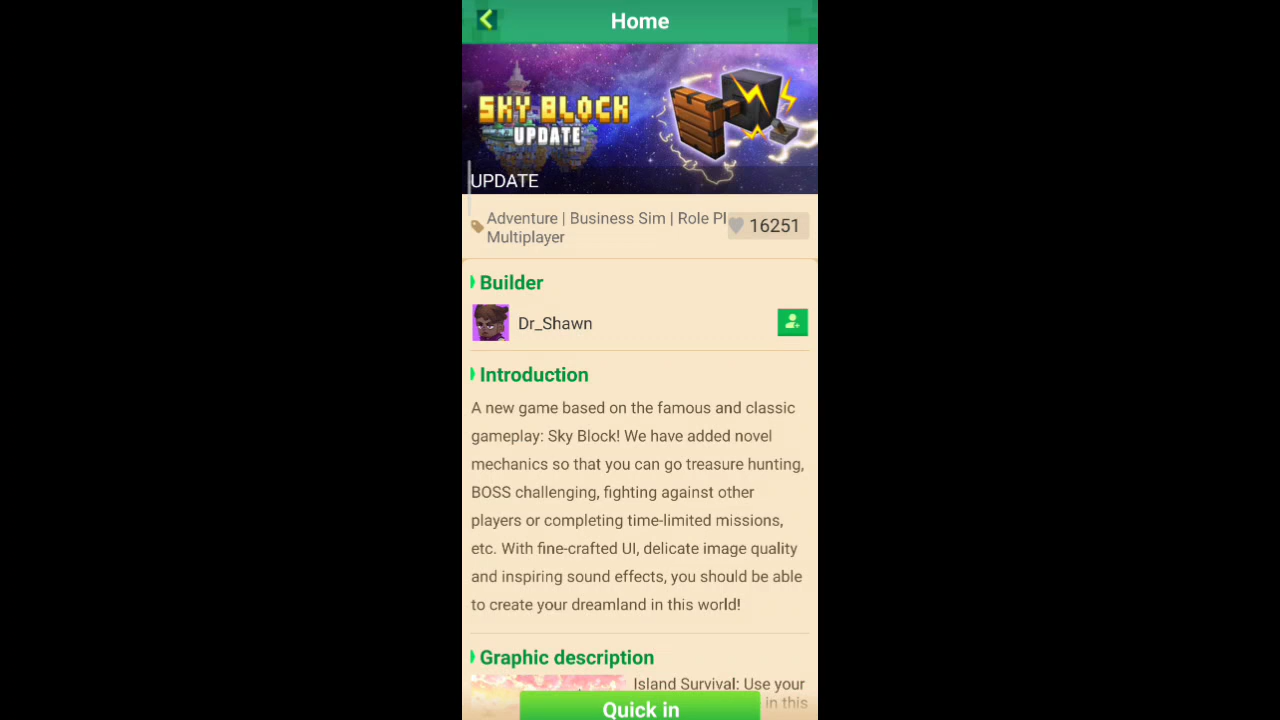 Home
SKY BLOCK
UPDATE
UPDATE
Adventure | Business Sim | Role Pl
Multiplayer
16251
Builder
Dr_Shawn
Introduction
A new game based on the famous and classic
gameplay: Sky Block! We have added novel
mechanics so that you can go treasure hunting,
BOSS challenging, fighting against other
players or completing time-limited missions,
etc. With fine-crafted UI, delicate image quality
and inspiring sound effects, you should be able
to create your dreamland in this world!
Graphic description
Island Survival: Use your
in this
Quick in